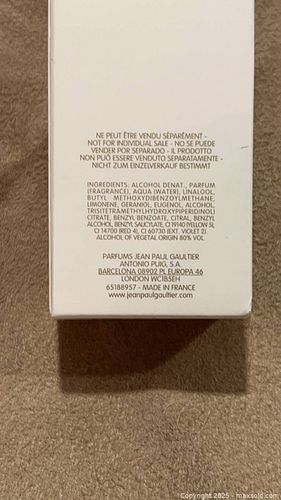 NE PEUT ÊTRE VENDU SÉPARÉMENT -
NOT FOR INDIVIDUAL SALE - NO SE PUEDE
VENDER POR SEPARADO - IL PRODOTTO
NON PUÒ ESSERE VENDUTO SEPARATAMENTE -
NICHT ZUM EINZELVERKAUF BESTIMMT
INGREDIENTS: ALCOHOL DENAT., PARFUM
(FRAGRANCE), AQUA (WATER), LINALOOL,
BUTYL METHOXYDIBENZOYLMETHANE,
LIMONENE, GERANIOL, EUGENOL, ALCOHOL,
TRIS(TETRAMETHYLHYDROXYPIPERIDINOL)
CITRATE, BENZYL BENZOATE, CITRAL, BENZYL
ALCOHOL, BENZYL SALICYLATE, CI 19140 (YELLOW 5),
CI 14700 (RED 4), CI 60730 (EXT. VIOLET 2).
ALCOHOL OF VEGETAL ORIGIN 80% VOL.
PARFUMS JEAN PAUL GAULTIER
ANTONIO PUIG, S.A.
BARCELONA 08902 PL EUROPA 46
LONDON WC1B5EH
65188957 - MADE IN FRANCE
www.jeanpaulgaultier.com
Copyright 2025 - maxsold.com